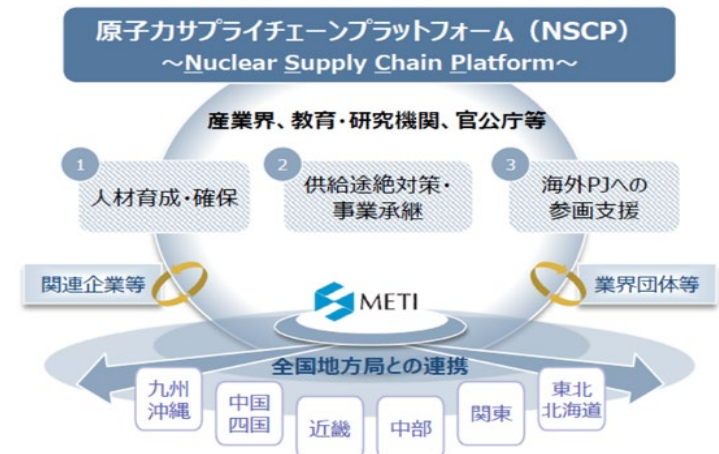 原子力サプライチェーンプラットフォーム（NSCP）
～Nuclear Supply Chain Platform～
産業界、教育・研究機関、官公庁等
1
人材育成・確保
2
供給途絶対策・
事業承継
3
海外PJへの
参画支援
関連企業等
業界団体等
METI
全国地方局との連携
九州
沖縄
中国
四国
近畿
中部
関東
東北
北海道